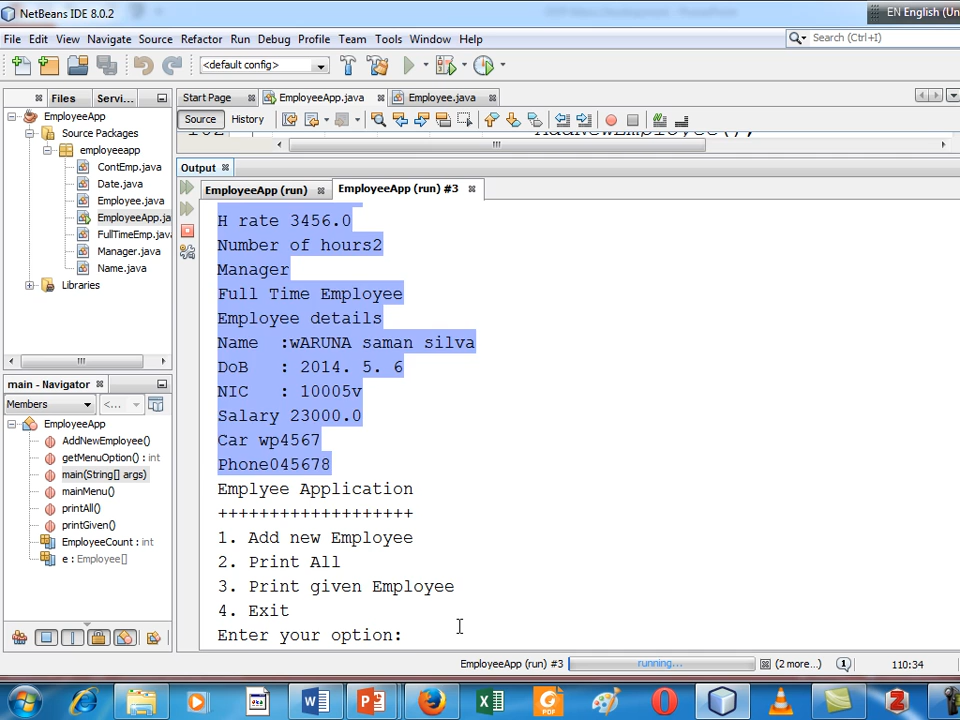 NetBeans IDE 8.0.2
EN English (Un
File Edit View Navigate Source Refactor Run Debug Profile Team Tools Window Help
Search (Ctrl+I)
<default config>
Files Servi...
Start Page EmployeeApp.java Employee.java
Source History
EmployeeApp
Source Packages
employeeapp
ContEmp.java
Date.java
Employee.java
EmployeeApp.ja
FullTimeEmp.java
Manager.java
Name.java
Libraries
Output
EmployeeApp (run) EmployeeApp (run) #3
H rate 3456.0
Number of hours2
Manager
Full Time Employee
Employee details
Name :wARUNA saman silva
DoB : 2014. 5. 6
NIC : 10005v
Salary 23000.0
Car wp4567
Phone045678
Emplyee Application
+++++++++++++++++++
1. Add new Employee
2. Print All
3. Print given Employee
4. Exit
Enter your option:
main - Navigator
Members <...
EmployeeApp
AddNewEmployee()
getMenuOption() : int
main(String[] args)
mainMenu()
printAll()
printGiven()
EmployeeCount : int
e : Employee[]
EmployeeApp (run) #3 running... (2 more...) 1 110:34